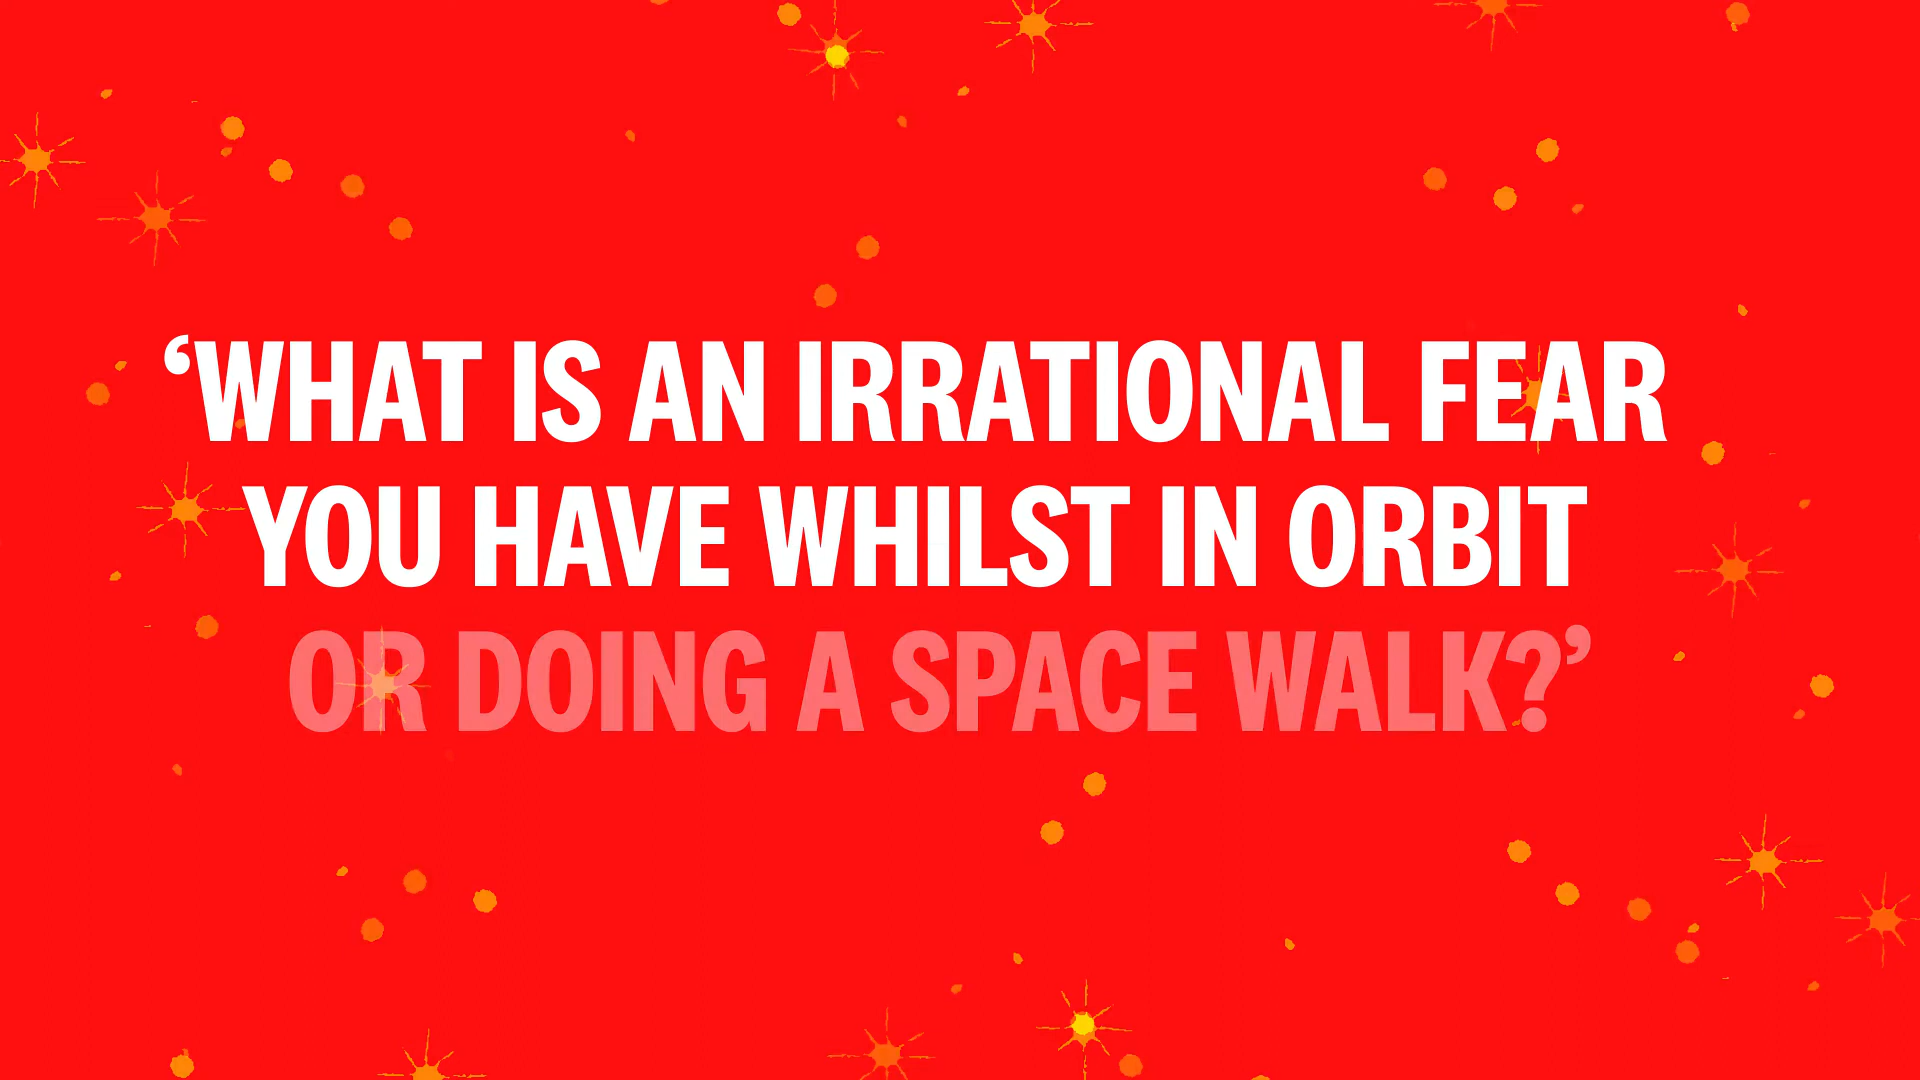 ‘WHAT IS AN IRRATIONAL FEAR
YOU HAVE WHILST IN ORBIT
OR DOING A SPACE WALK?’